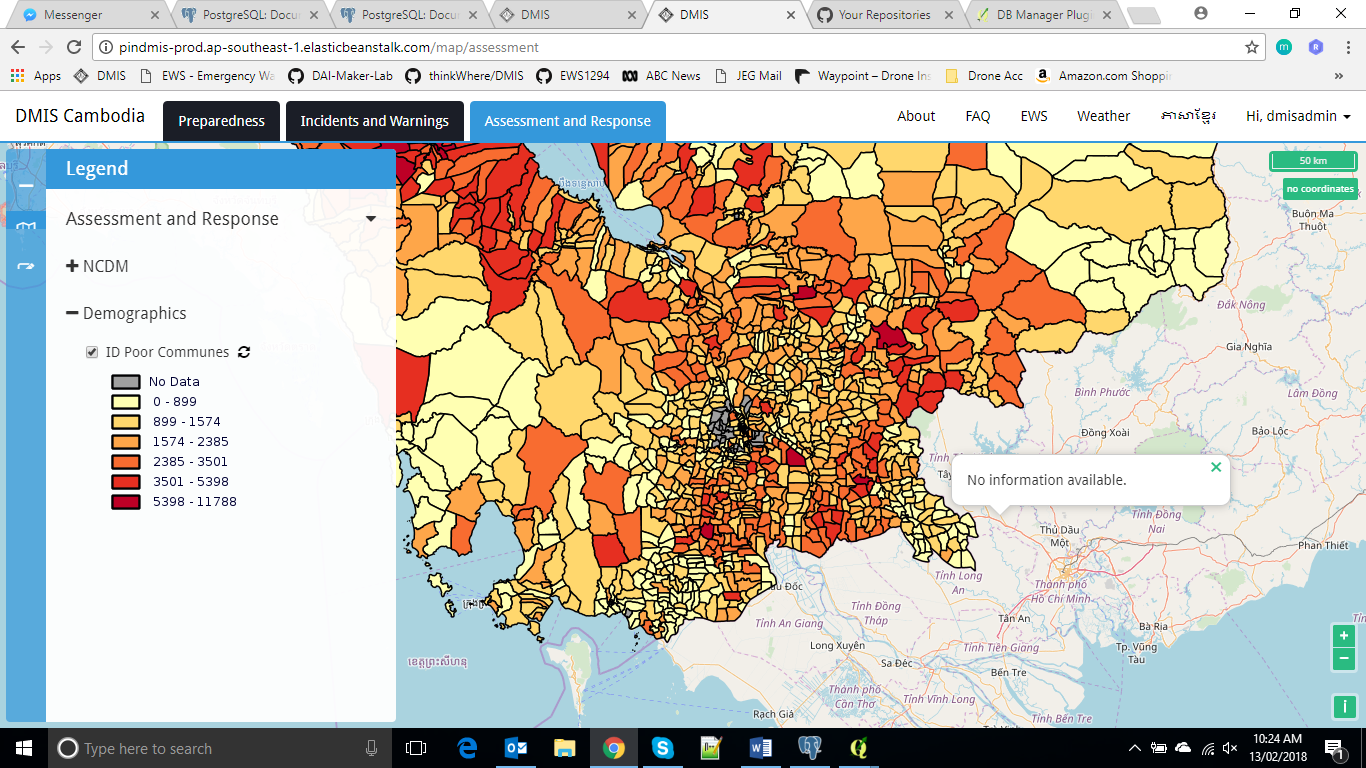 Messenger
PostgreSQL: Docu
PostgreSQL: Docu
DMIS
DMIS
Your Repositories
DB Manager Plugi
pindmis-prod.ap-southeast-1.elasticbeanstalk.com/map/assessment
m
R
Apps
DMIS
EWS - Emergency Wa
DAI-Maker-Lab
thinkWhere/DMIS
EWS1294
ABC News
JEG Mail
Waypoint – Drone Ins
Drone Acc
Amazon.com Shoppi
»
DMIS Cambodia
Preparedness
Incidents and Warnings
Assessment and Response
About
FAQ
EWS
Weather
ភាសាខ្មែរ
Hi, dmisadmin
Legend
Assessment and Response
NCDM
Demographics
ID Poor Communes
No Data
0 - 899
899 - 1574
1574 - 2385
2385 - 3501
3501 - 5398
5398 - 11788
50 km
no coordinates
Buôn Ma
Thuột
Đắk Nông
Gia Nghĩa
Bình Phước
Lâm Đồng
Đồng Xoài
Bảo Lộc
No information available.
Tỉnh Đồng
Nai
Thủ Dầu
Một
Phan Thiết
Thành phố
Hồ Chí Minh
Tỉnh Long
An
Tân An
Bà Rịa
Tp. Vũng
Tàu
Tỉnh Đồng
Tháp
Tỉnh An Giang
Tỉnh Tiền Giang
Long Xuyên
Sa Đéc
Bến Tre
Thành phố
Cần Thơ
Tỉnh Vĩnh Long
Rạch Giá
Tỉnh Bến Tre
ខេត្តព្រះសីហនុ
+
−
i
Type here to search
10:24 AM
13/02/2018
1